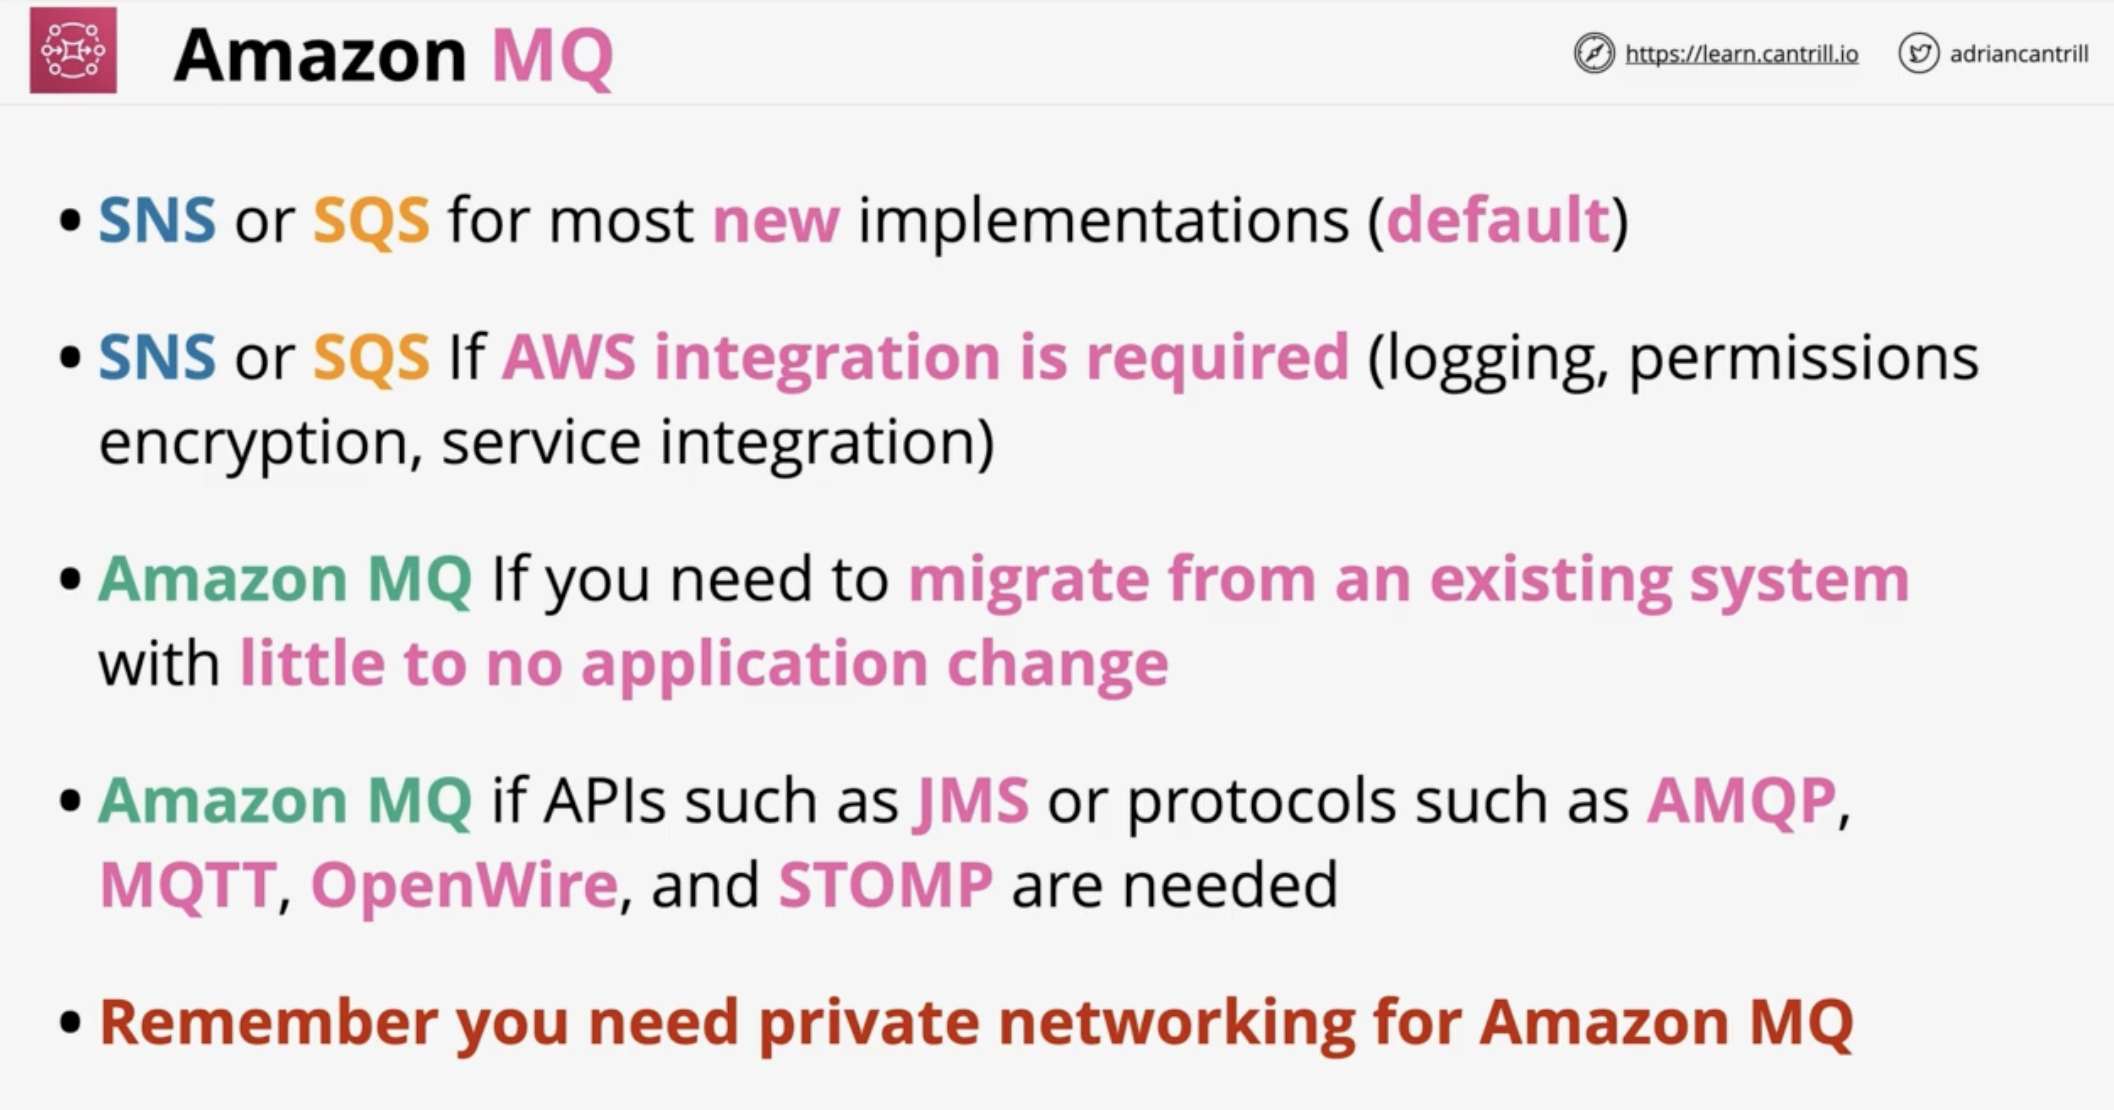 Amazon MQ
https://learn.cantrill.io
adriancantrill
• SNS or SQS for most new implementations (default)
• SNS or SQS If AWS integration is required (logging, permissions
encryption, service integration)
• Amazon MQ If you need to migrate from an existing system
with little to no application change
• Amazon MQ if APIs such as JMS or protocols such as AMQP,
MQTT, OpenWire, and STOMP are needed
• Remember you need private networking for Amazon MQ